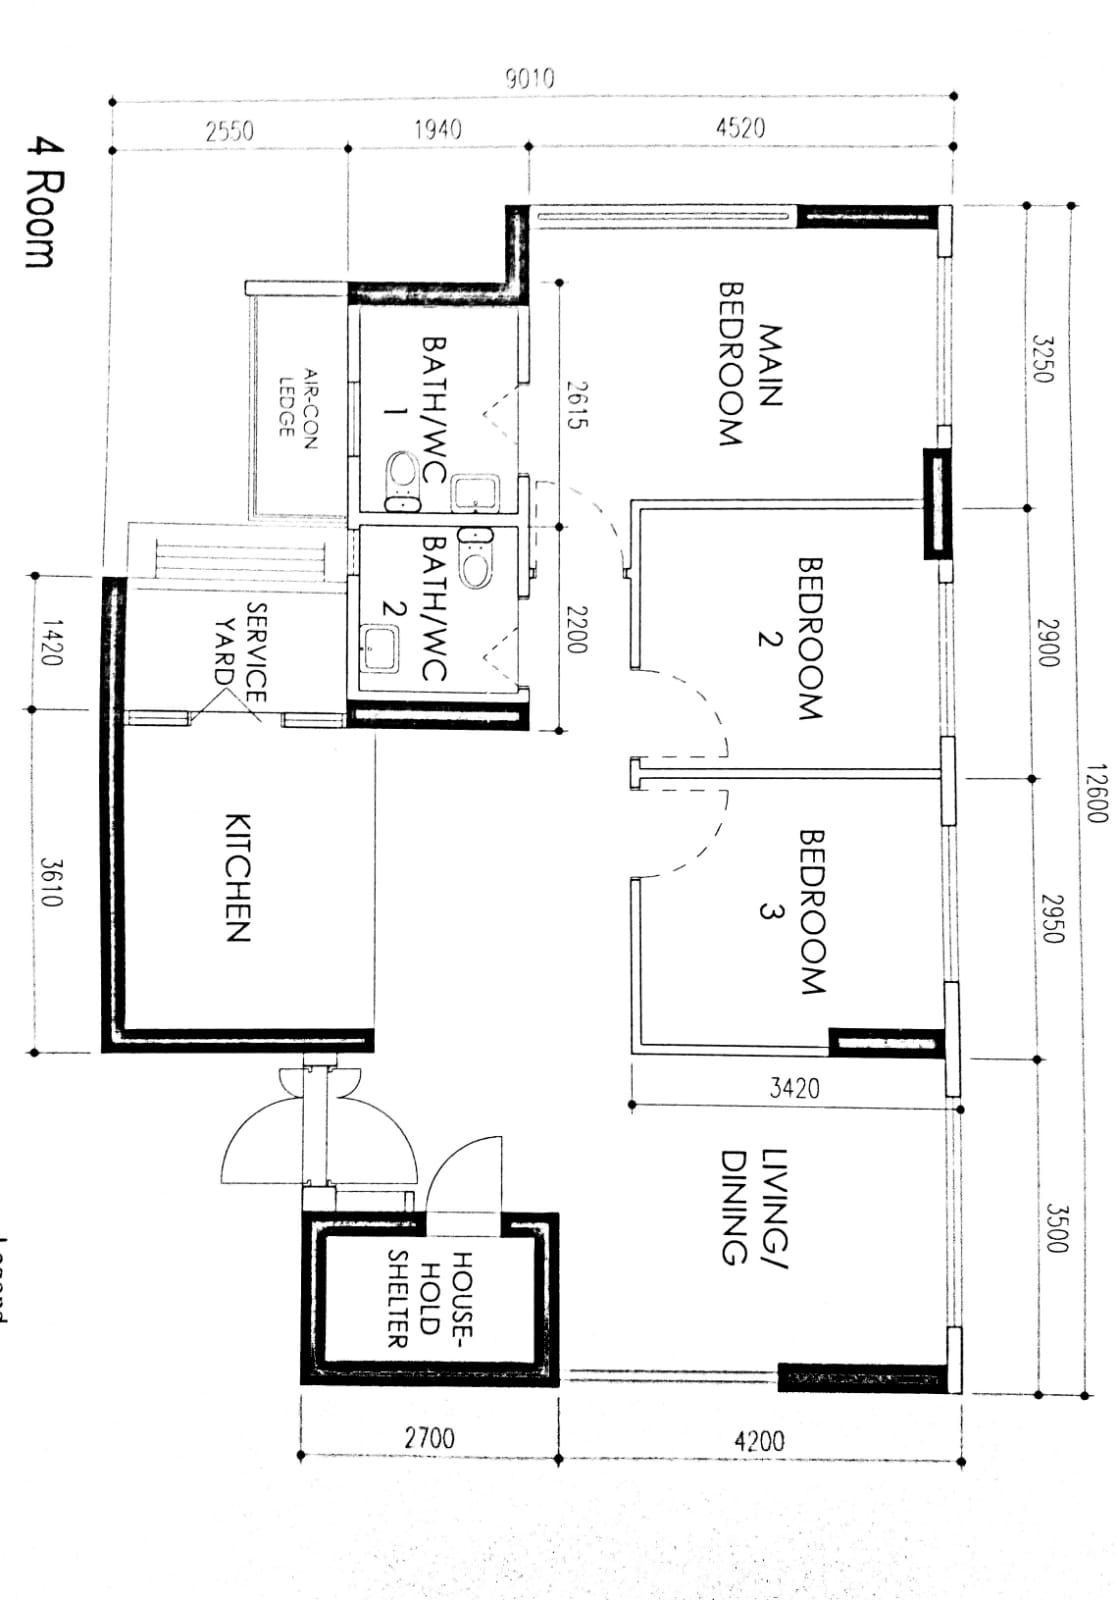 12600
3250
2900
2950
3500
BEDROOM
2
BEDROOM
3
MAIN
BEDROOM
LIVING/
DINING
3420
4520
4200
9010
2615
2200
BATH/WC
1
BATH/WC
2
HOUSE-
HOLD
SHELTER
1940
2700
AIR-CON
LEDGE
SERVICE
YARD
KITCHEN
2550
1420
3610
4 Room